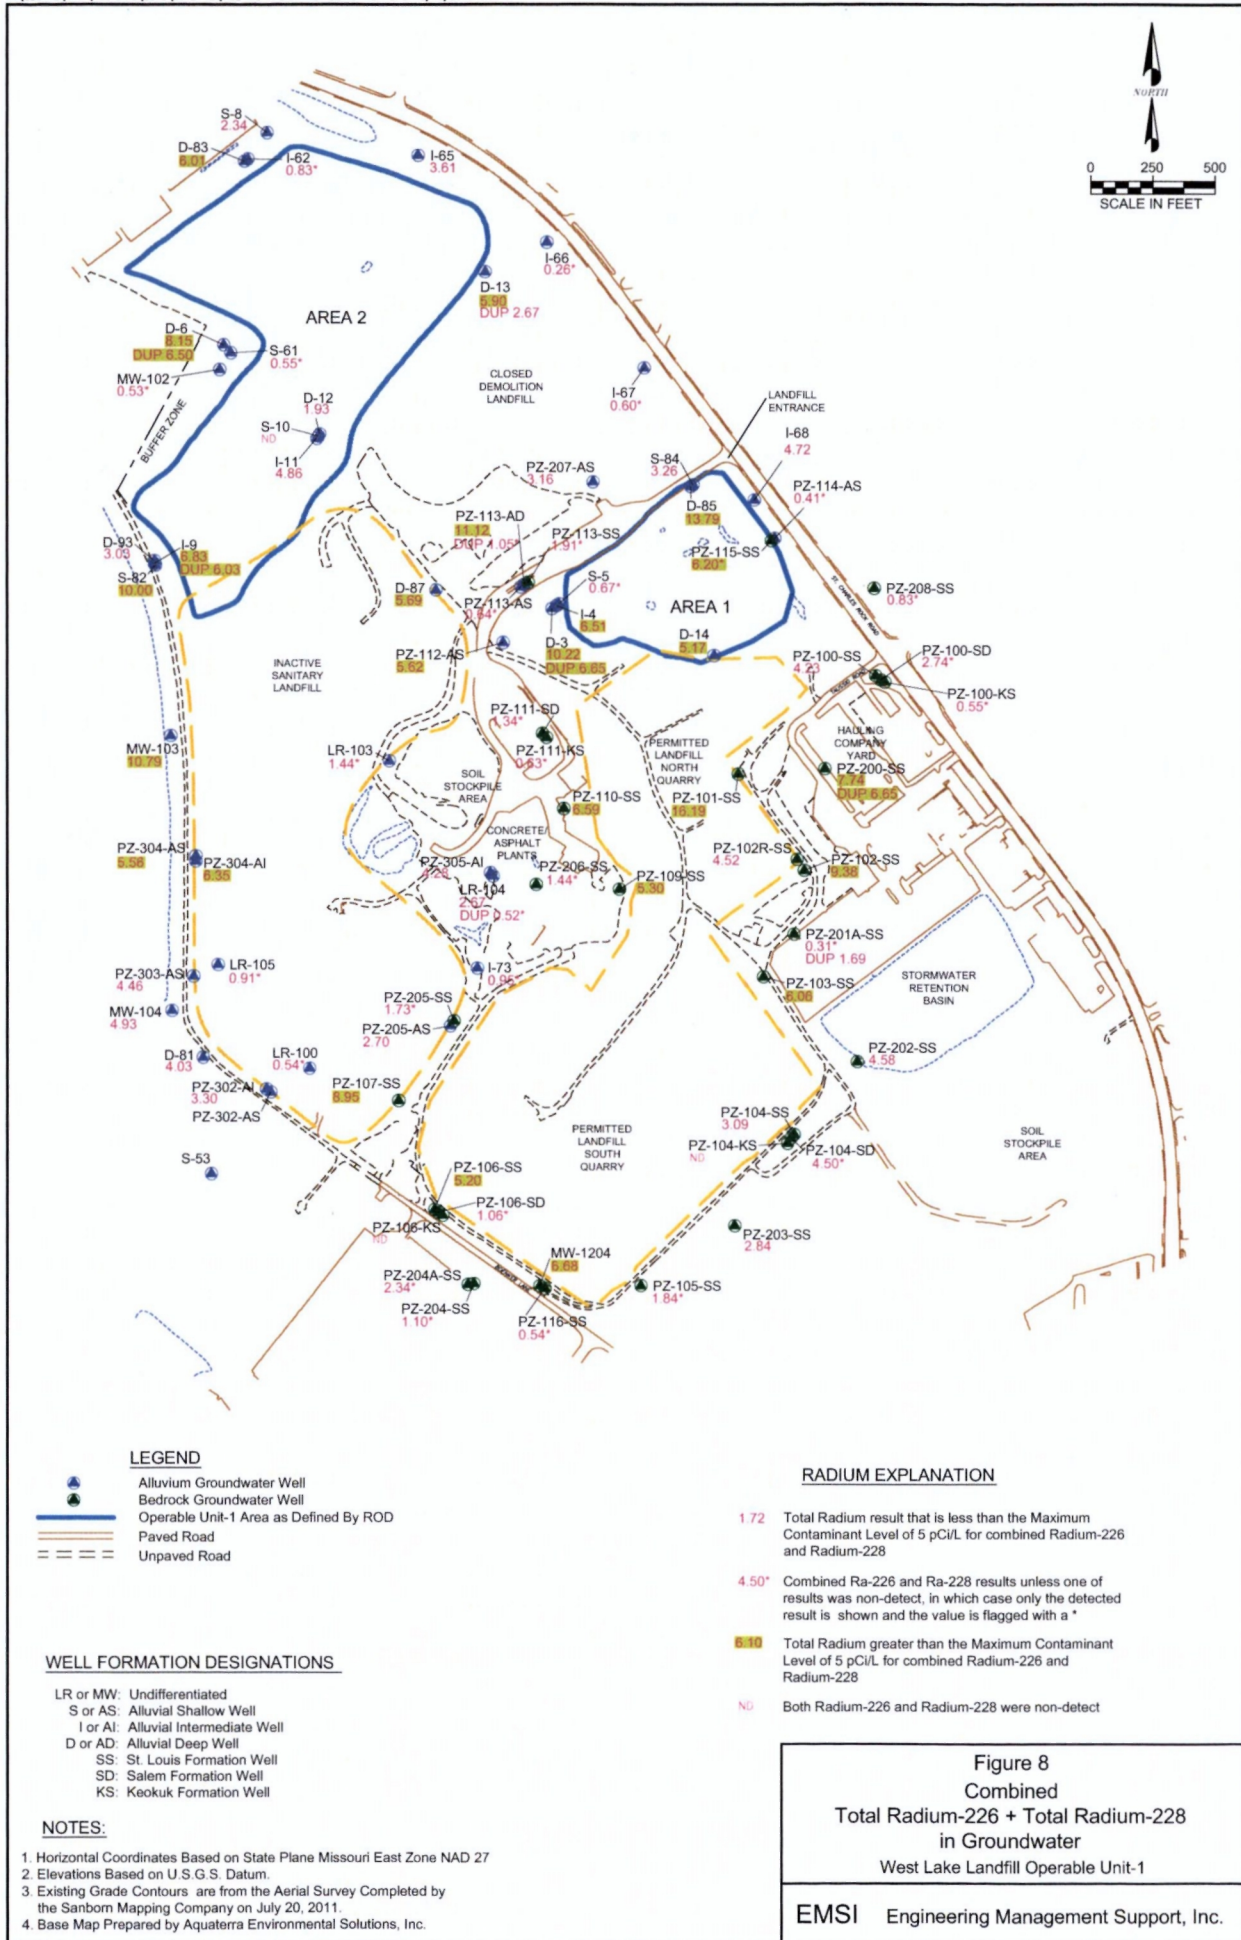 NORTH
0 250 500
SCALE IN FEET
S-8
2.34
D-83
6.01
I-62
0.83*
I-65
3.61
I-66
0.26*
D-13
5.90
DUP 2.67
AREA 2
D-6
8.15
DUP 6.50
S-61
0.55*
MW-102
0.53*
BUFFER ZONE
D-12
1.93
S-10
ND
I-11
4.86
CLOSED
DEMOLITION
LANDFILL
I-67
0.60*
LANDFILL
ENTRANCE
I-68
4.72
S-84
3.26
PZ-207-AS
3.16
PZ-114-AS
0.41*
D-85
13.79
PZ-113-AD
11.12
DUP 1.05*
PZ-113-SS
1.91*
PZ-115-SS
6.20*
D-93
3.03
I-9
6.83
DUP 6.03
S-82
10.00
D-87
5.69
S-5
0.67*
PZ-113-AS
AREA 1
I-4
6.51
ST. CHARLES ROCK ROAD
PZ-208-SS
0.83*
D-3
10.22
DUP 6.65
D-14
5.17
PZ-112-AS
5.62
INACTIVE
SANITARY
LANDFILL
PZ-100-SS
4.23
PZ-100-SD
2.74*
PZ-100-KS
0.55*
MW-103
10.79
PZ-111-SD
1.34*
PZ-111-KS
0.63*
LR-103
1.44*
PERMITTED
LANDFILL
NORTH
QUARRY
HAULING
COMPANY
YARD
PZ-200-SS
7.74
DUP 6.65
SOIL
STOCKPILE
AREA
PZ-110-SS
6.59
PZ-101-SS
16.19
CONCRETE/
ASPHALT
PLANTS
PZ-304-AS
5.56
PZ-304-AI
6.35
PZ-305-AI
4.28
PZ-206-SS
1.44*
PZ-102R-SS
4.52
PZ-102-SS
9.38
LR-104
2.67
DUP 0.52*
PZ-109-SS
5.30
PZ-201A-SS
0.31*
DUP 1.69
LR-105
0.91*
PZ-303-AS
4.46
I-73
0.95*
PZ-103-SS
6.06
STORMWATER
RETENTION
BASIN
MW-104
4.93
PZ-205-SS
1.73*
PZ-205-AS
2.70
D-81
4.03
LR-100
0.54*
PZ-202-SS
4.58
PZ-302-AI
3.30
PZ-302-AS
PZ-107-SS
8.95
PERMITTED
LANDFILL
SOUTH
QUARRY
PZ-104-SS
3.09
PZ-104-KS
ND
PZ-104-SD
4.50*
SOIL
STOCKPILE
AREA
S-53
PZ-106-SS
5.20
PZ-106-SD
1.06*
PZ-106-KS
ND
PZ-203-SS
2.84
MW-1204
6.68
PZ-204A-SS
2.34*
PZ-204-SS
1.10*
PZ-116-SS
0.54*
PZ-105-SS
1.84*
LEGEND
Alluvium Groundwater Well
Bedrock Groundwater Well
Operable Unit-1 Area as Defined By ROD
Paved Road
Unpaved Road
WELL FORMATION DESIGNATIONS
LR or MW: Undifferentiated
S or AS: Alluvial Shallow Well
I or AI: Alluvial Intermediate Well
D or AD: Alluvial Deep Well
SS: St. Louis Formation Well
SD: Salem Formation Well
KS: Keokuk Formation Well
NOTES:
1. Horizontal Coordinates Based on State Plane Missouri East Zone NAD 27
2. Elevations Based on U.S.G.S. Datum.
3. Existing Grade Contours are from the Aerial Survey Completed by
the Sanborn Mapping Company on July 20, 2011.
4. Base Map Prepared by Aquaterra Environmental Solutions, Inc.
RADIUM EXPLANATION
1.72 Total Radium result that is less than the Maximum
Contaminant Level of 5 pCi/L for combined Radium-226
and Radium-228
4.50* Combined Ra-226 and Ra-228 results unless one of
results was non-detect, in which case only the detected
result is shown and the value is flagged with a *
6.10 Total Radium greater than the Maximum Contaminant
Level of 5 pCi/L for combined Radium-226 and
Radium-228
ND Both Radium-226 and Radium-228 were non-detect
Figure 8
Combined
Total Radium-226 + Total Radium-228
in Groundwater
West Lake Landfill Operable Unit-1
EMSI Engineering Management Support, Inc.